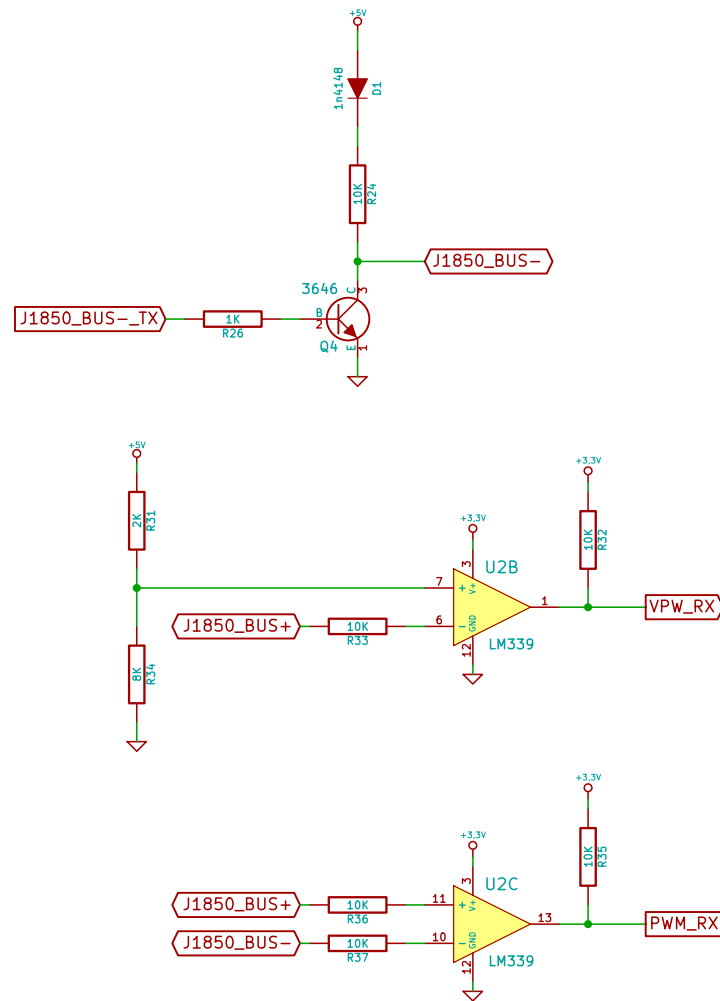 +5V
1n4148
D1
10K
R24
J1850_BUS-
3646
C
3
J1850_BUS-_TX
1K
R26
B
2
Q4
E
1
+5V
2K
R31
+3,3V
10K
R32
+3,3V
3
U2B
7
+
V+
1
VPW_RX
J1850_BUS+
10K
R33
6
-
GND
12
LM339
8K
R34
+3,3V
10K
R35
+3,3V
3
U2C
J1850_BUS+
10K
R36
11
+
V+
13
PWM_RX
J1850_BUS-
10K
R37
10
-
GND
12
LM339